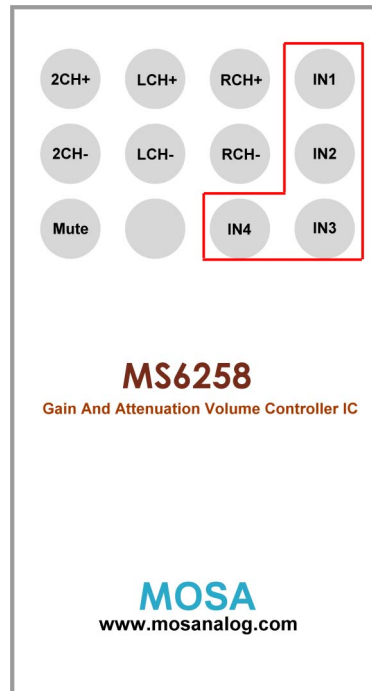 2CH+ LCH+ RCH+ IN1
2CH- LCH- RCH- IN2
Mute IN4 IN3
MS6258
Gain And Attenuation Volume Controller IC
MOSA
www.mosanalog.com